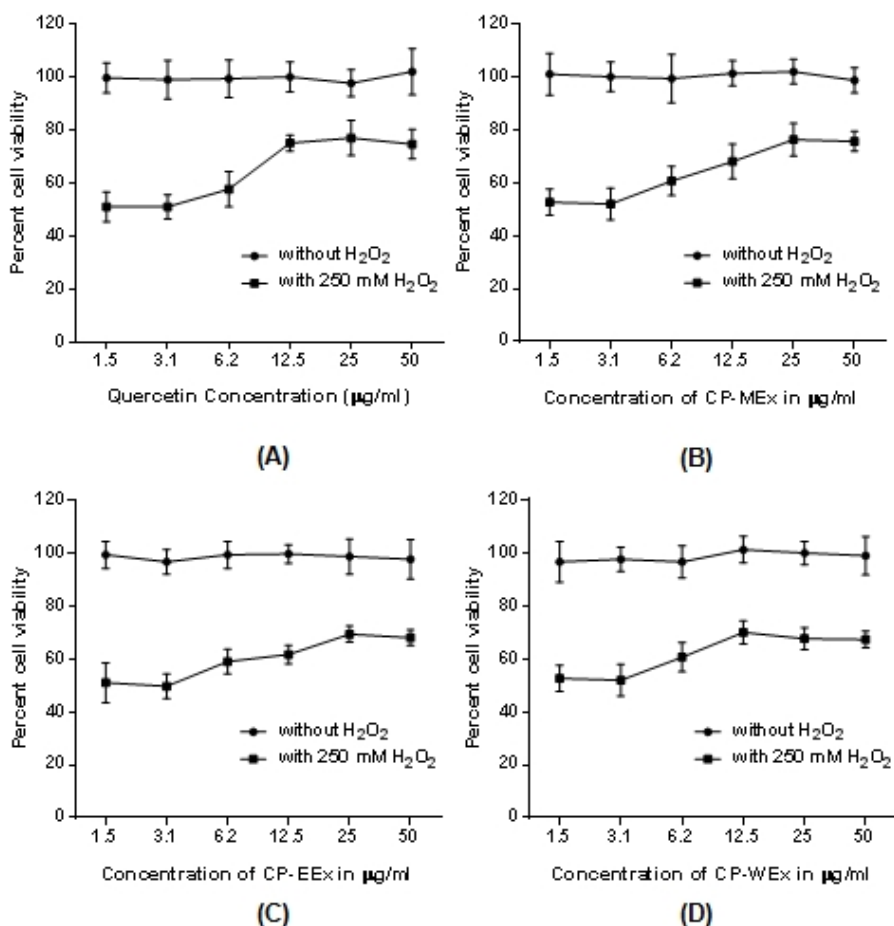 Percent cell viability
120
100
80
60
40
20
0
without H₂O₂
with 250 mM H₂O₂
1.5 3.1 6.2 12.5 25 50
Quercetin Concentration (µg/ml)
(A)
Percent cell viability
120
100
80
60
40
20
0
without H₂O₂
with 250 mM H₂O₂
1.5 3.1 6.2 12.5 25 50
Concentration of CP-MEx in µg/ml
(B)
Percent cell viability
120
100
80
60
40
20
0
without H₂O₂
with 250 mM H₂O₂
1.5 3.1 6.2 12.5 25 50
Concentration of CP-EEx in µg/ml
(C)
Percent cell viability
120
100
80
60
40
20
0
without H₂O₂
with 250 mM H₂O₂
1.5 3.1 6.2 12.5 25 50
Concentration of CP-WEx in µg/ml
(D)